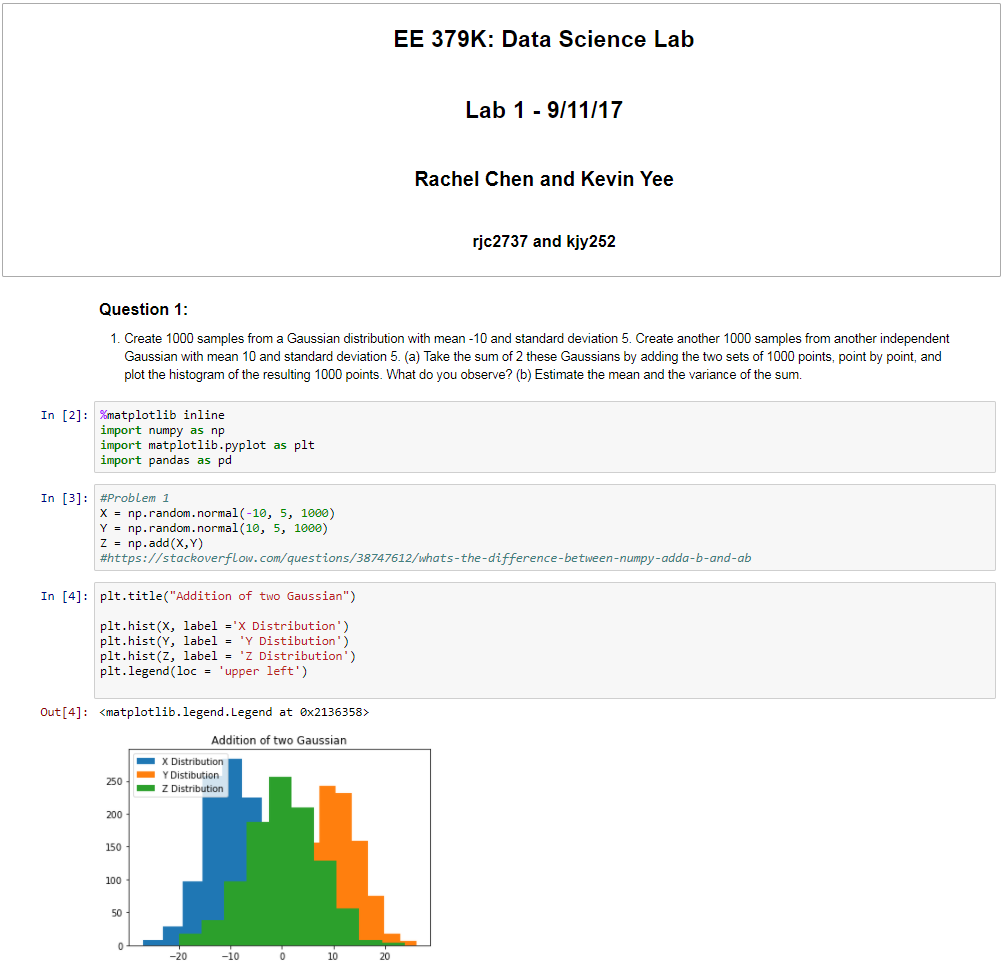 EE 379K: Data Science Lab
Lab 1 - 9/11/17
Rachel Chen and Kevin Yee
rjc2737 and kjy252
Question 1:
1. Create 1000 samples from a Gaussian distribution with mean -10 and standard deviation 5. Create another 1000 samples from another independent
Gaussian with mean 10 and standard deviation 5. (a) Take the sum of 2 these Gaussians by adding the two sets of 1000 points, point by point, and
plot the histogram of the resulting 1000 points. What do you observe? (b) Estimate the mean and the variance of the sum.
In [2]: %matplotlib inline
import numpy as np
import matplotlib.pyplot as plt
import pandas as pd
In [3]: #Problem 1
X = np.random.normal(-10, 5, 1000)
Y = np.random.normal(10, 5, 1000)
Z = np.add(X,Y)
#https://stackoverflow.com/questions/38747612/whats-the-difference-between-numpy-adda-b-and-ab
In [4]: plt.title("Addition of two Gaussian")
plt.hist(X, label ='X Distribution')
plt.hist(Y, label = 'Y Distibution')
plt.hist(Z, label = 'Z Distribution')
plt.legend(loc = 'upper left')
Out[4]: <matplotlib.legend.Legend at 0x2136358>
Addition of two Gaussian
X Distribution
Y Distibution
Z Distribution
250
200
150
100
50
0
−20 −10 0 10 20